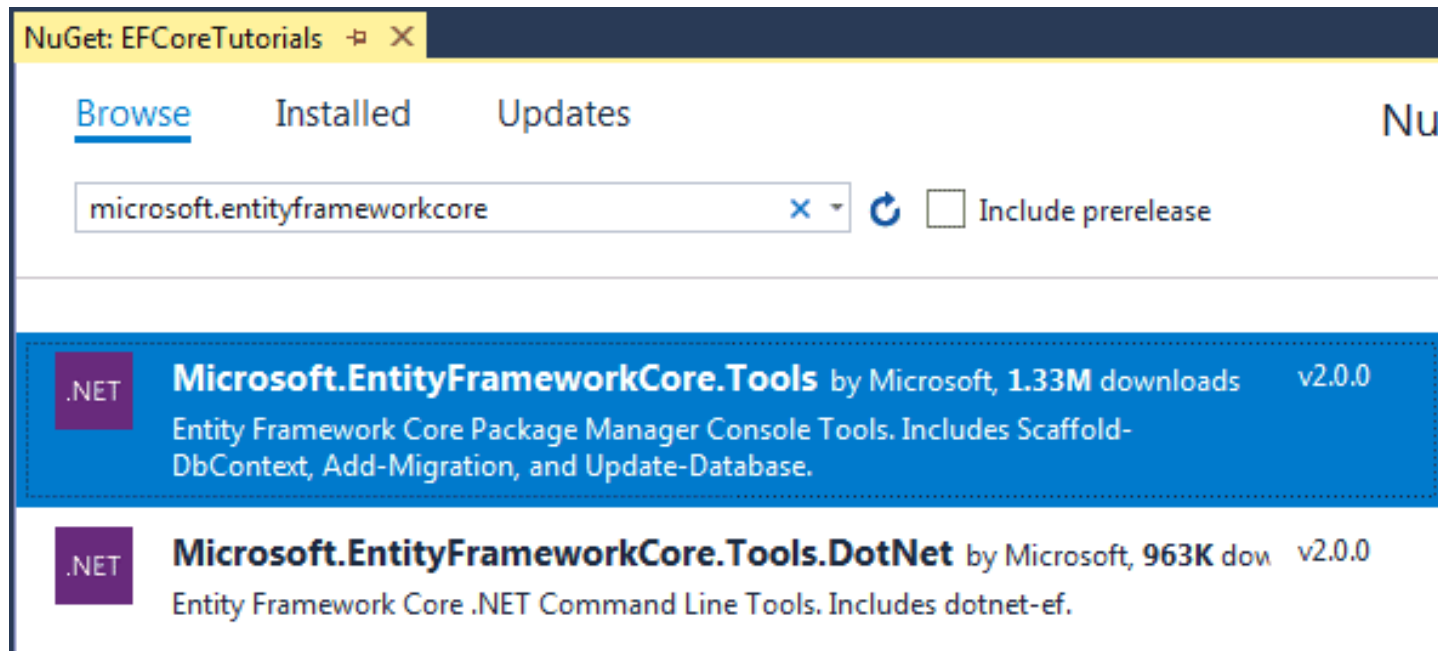 NuGet: EFCoreTutorials
Browse Installed Updates Nu
microsoft.entityframeworkcore Include prerelease
.NET Microsoft.EntityFrameworkCore.Tools by Microsoft, 1.33M downloads v2.0.0
Entity Framework Core Package Manager Console Tools. Includes Scaffold-
DbContext, Add-Migration, and Update-Database.
.NET Microsoft.EntityFrameworkCore.Tools.DotNet by Microsoft, 963K dow v2.0.0
Entity Framework Core .NET Command Line Tools. Includes dotnet-ef.